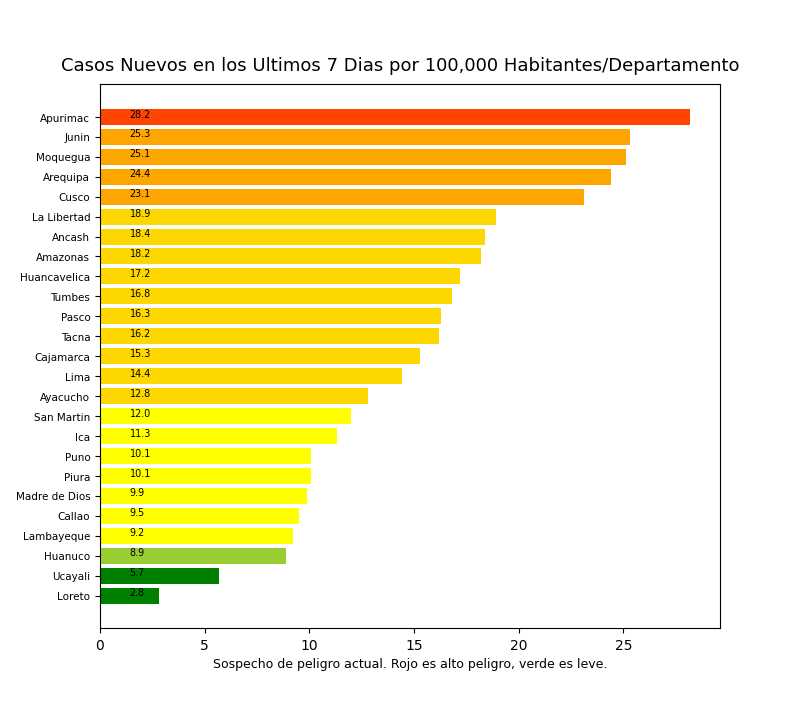 Casos Nuevos en los Ultimos 7 Dias por 100,000 Habitantes/Departamento
Apurimac 28.2
Junin 25.3
Moquegua 25.1
Arequipa 24.4
Cusco 23.1
La Libertad 18.9
Ancash 18.4
Amazonas 18.2
Huancavelica 17.2
Tumbes 16.8
Pasco 16.3
Tacna 16.2
Cajamarca 15.3
Lima 14.4
Ayacucho 12.8
San Martin 12.0
Ica 11.3
Puno 10.1
Piura 10.1
Madre de Dios 9.9
Callao 9.5
Lambayeque 9.2
Huanuco 8.9
Ucayali 5.7
Loreto 2.8
0 5 10 15 20 25
Sospecho de peligro actual. Rojo es alto peligro, verde es leve.